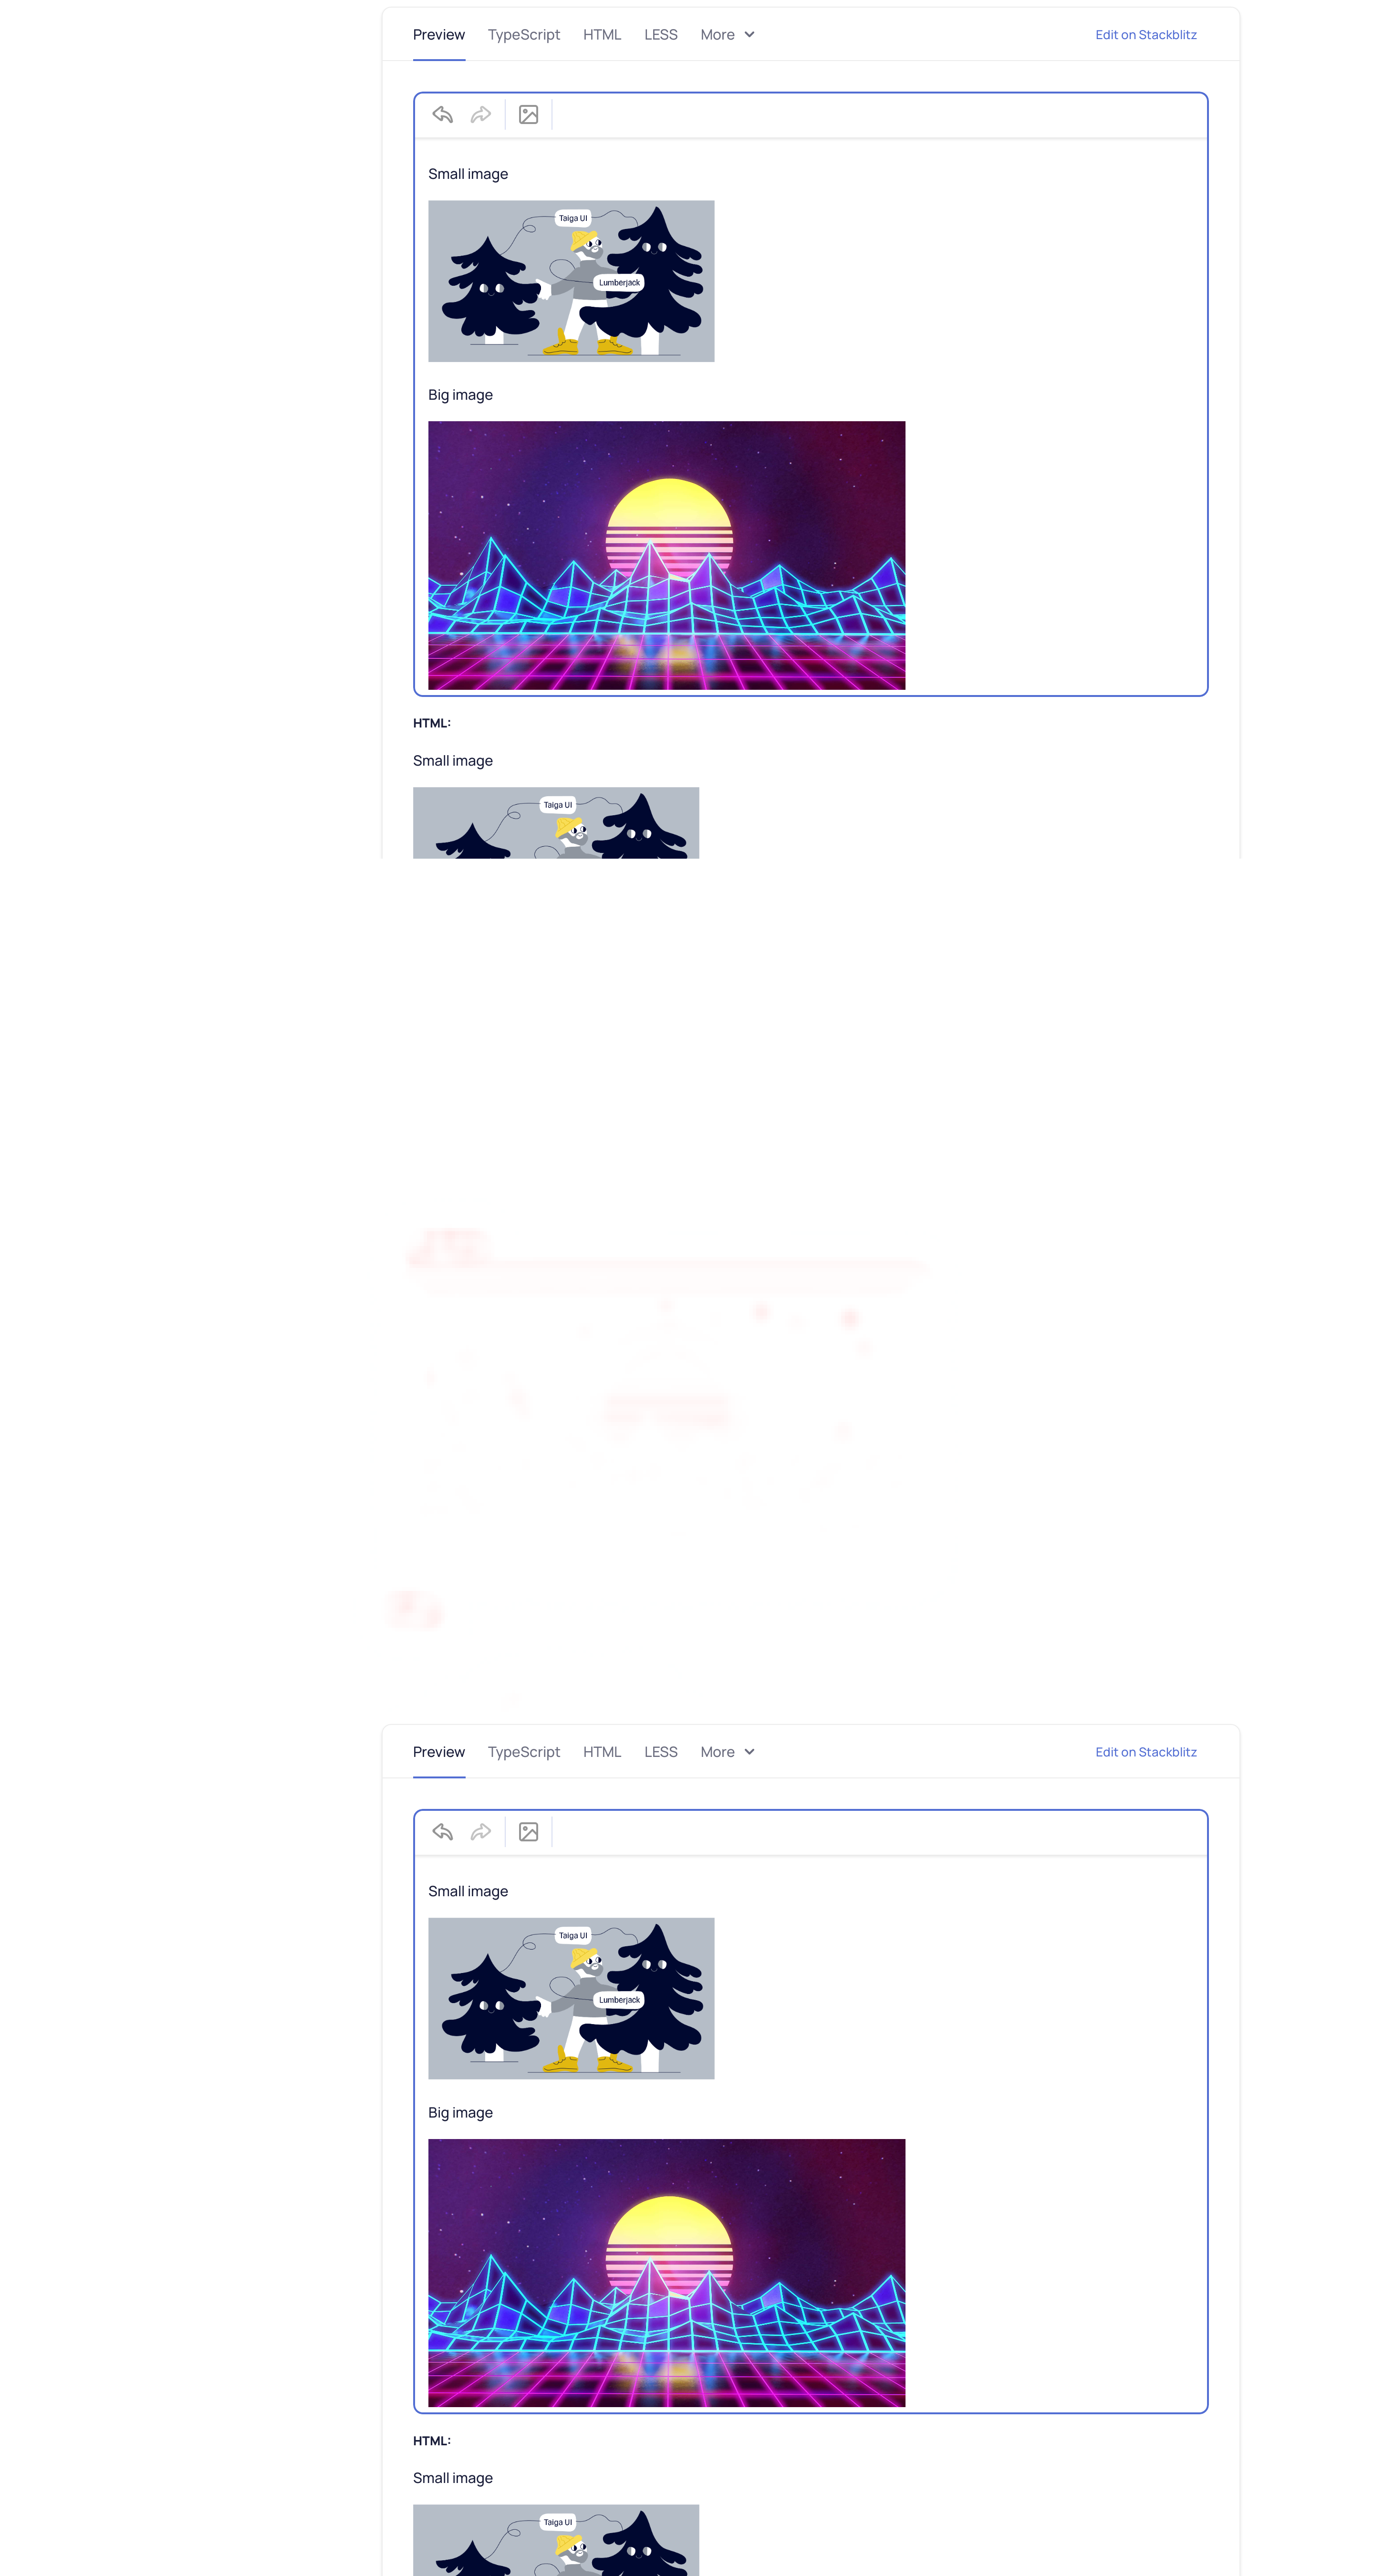 Preview TypeScript HTML LESS More Edit on Stackblitz
Small image
Taiga UI
Lumberjack
Big image
HTML:
Small image
Taiga UI
Preview TypeScript HTML LESS More Edit on Stackblitz
Small image
Taiga UI
Lumberjack
Big image
HTML:
Small image
Taiga UI